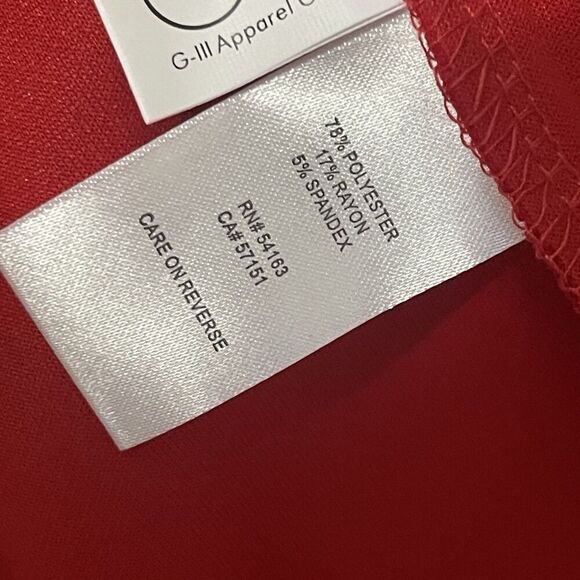 G-III Apparel
78% POLYESTER
17% RAYON
5% SPANDEX
RN# 54163
CA# 57151
CARE ON REVERSE